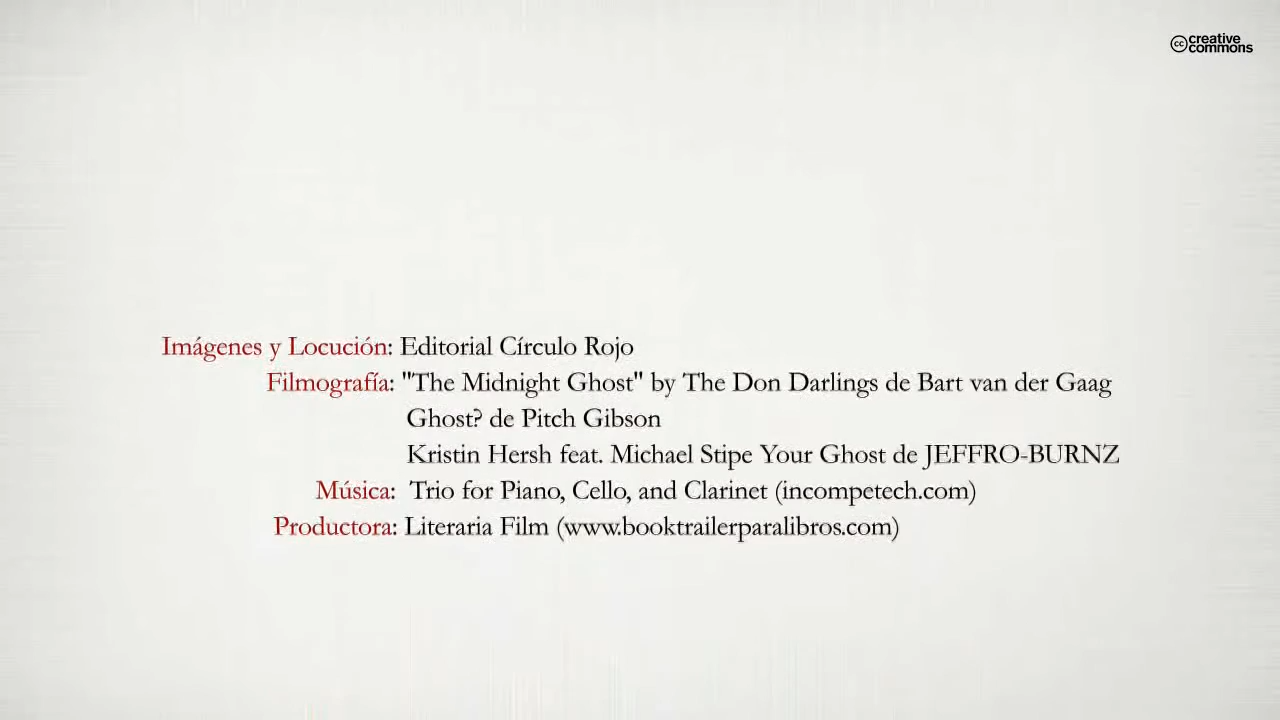 cc creative
commons
Imágenes y Locución: Editorial Círculo Rojo
Filmografía: "The Midnight Ghost" by The Don Darlings de Bart van der Gaag
Ghost? de Pitch Gibson
Kristin Hersh feat. Michael Stipe Your Ghost de JEFFRO-BURNZ
Música: Trio for Piano, Cello, and Clarinet (incompetech.com)
Productora: Literaria Film (www.booktrailerparalibros.com)